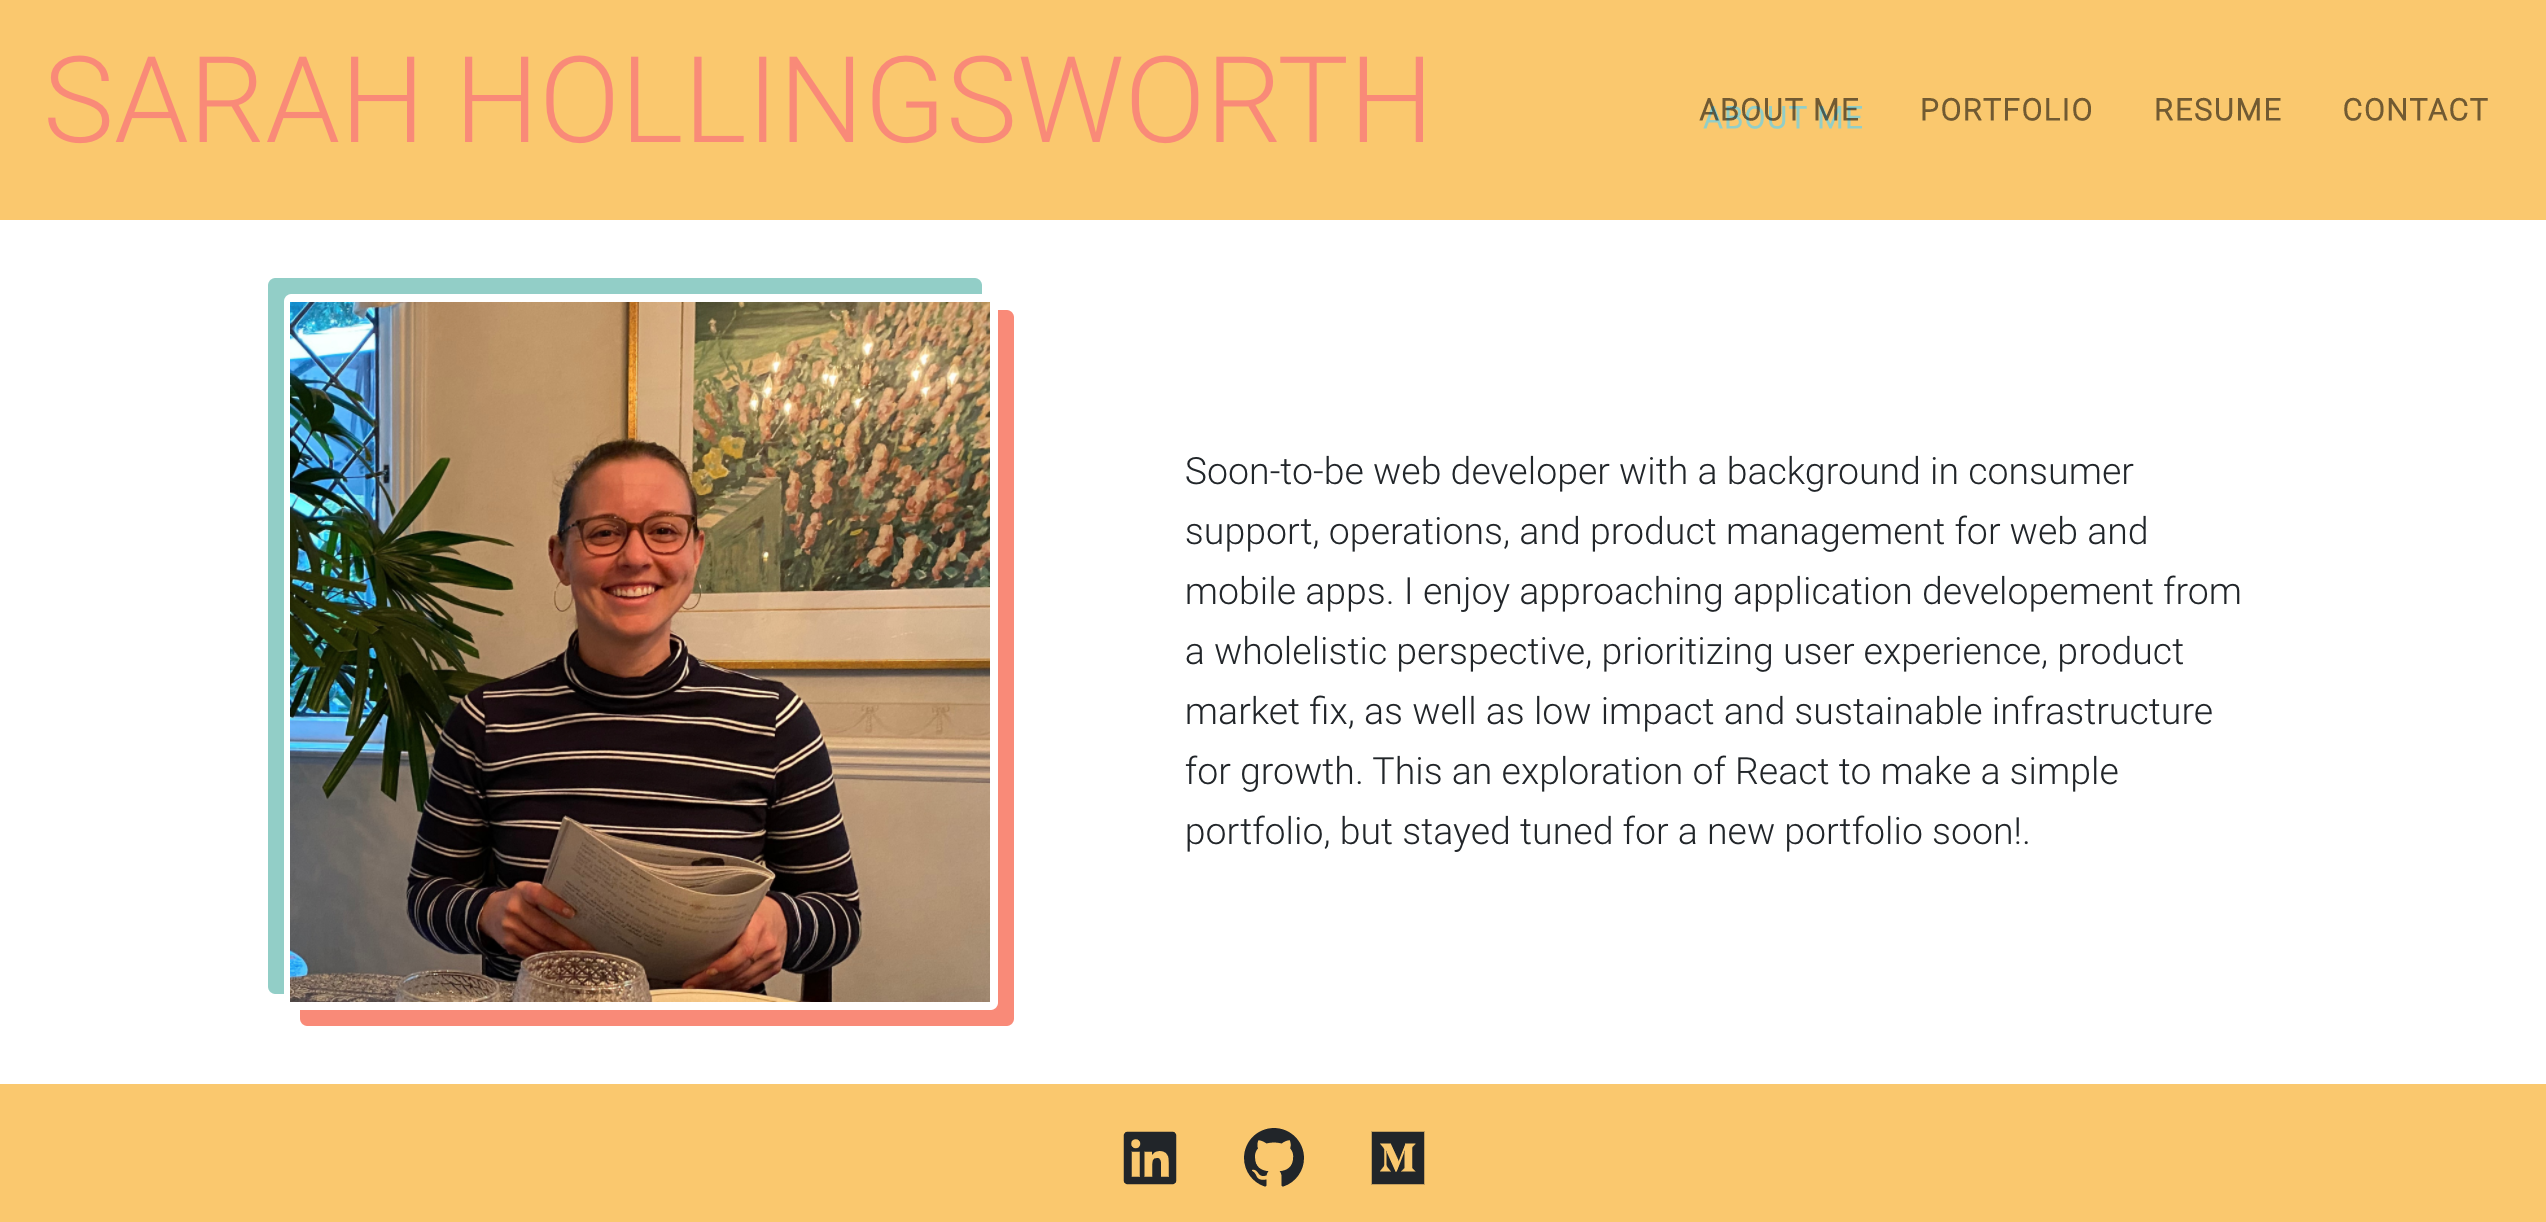 SARAH HOLLINGSWORTH
ABOUT ME PORTFOLIO RESUME CONTACT
Soon-to-be web developer with a background in consumer
support, operations, and product management for web and
mobile apps. I enjoy approaching application developement from
a wholelistic perspective, prioritizing user experience, product
market fix, as well as low impact and sustainable infrastructure
for growth. This an exploration of React to make a simple
portfolio, but stayed tuned for a new portfolio soon!.
in
M